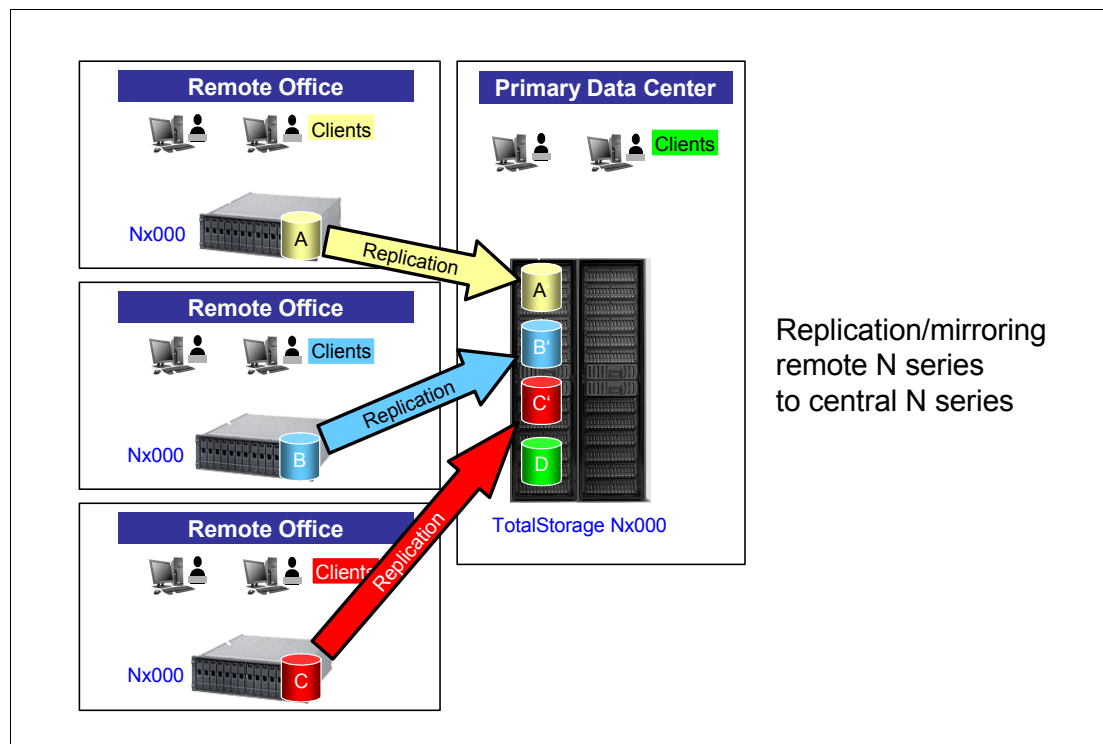 Remote Office
Clients
Nx000
A
Replication
Remote Office
Clients
Nx000
B
Replication
Remote Office
Clients
Nx000
C
Replication
Primary Data Center
Clients
A'
B'
C'
D
TotalStorage Nx000
Replication/mirroring
remote N series
to central N series